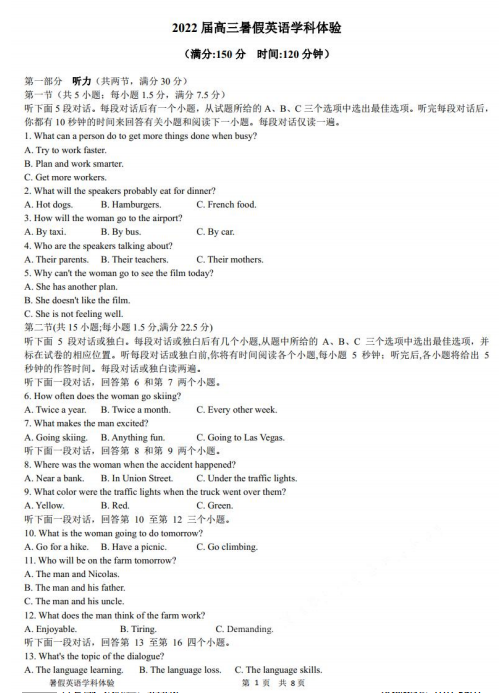 2022 届高三暑假英语学科体验
（满分:150 分　时间:120 分钟）
第一部分　听力（共两节，满分 30 分）
第一节（共 5 小题；每小题 1.5 分，满分 7.5 分）
听下面 5 段对话。每段对话后有一个小题，从试题所给的 A、B、C 三个选项中选出最佳选项。听完每段对话后，
你都有 10 秒钟的时间来回答有关小题和阅读下一小题。每段对话仅读一遍。
1. What can a person do to get more things done when busy?
A. Try to work faster.
B. Plan and work smarter.
C. Get more workers.
2. What will the speakers probably eat for dinner?
A. Hot dogs. B. Hamburgers. C. French food.
3. How will the woman go to the airport?
A. By taxi. B. By bus. C. By car.
4. Who are the speakers talking about?
A. Their parents. B. Their teachers. C. Their mothers.
5. Why can't the woman go to see the film today?
A. She has another plan.
B. She doesn't like the film.
C. She is not feeling well.
第二节(共 15 小题;每小题 1.5 分,满分 22.5 分)
听下面 5 段对话或独白。每段对话或独白后有几个小题,从题中所给的 A、B、C 三个选项中选出最佳选项，并
标在试卷的相应位置。听每段对话或独白前,你将有时间阅读各个小题,每小题 5 秒钟；听完后,各小题将给出 5
秒钟的作答时间。每段对话或独白读两遍。
听下面一段对话，回答第 6 和第 7 两个小题。
6. How often does the woman go skiing?
A. Twice a year. B. Twice a month. C. Every other week.
7. What makes the man excited?
A. Going skiing. B. Anything fun. C. Going to Las Vegas.
听下面一段对话，回答第 8 和第 9 两个小题。
8. Where was the woman when the accident happened?
A. Near a bank. B. In Union Street. C. Under the traffic lights.
9. What color were the traffic lights when the truck went over them?
A. Yellow. B. Red. C. Green.
听下面一段对话，回答第 10 至第 12 三个小题。
10. What is the woman going to do tomorrow?
A. Go for a hike. B. Have a picnic. C. Go climbing.
11. Who will be on the farm tomorrow?
A. The man and Nicolas.
B. The man and his father.
C. The man and his uncle.
12. What does the man think of the farm work?
A. Enjoyable. B. Tiring. C. Demanding.
听下面一段对话，回答第 13 至第 16 四个小题。
13. What's the topic of the dialogue?
A. The language learning. B. The language loss. C. The language skills.
暑假英语学科体验　第 1 页　共 8 页